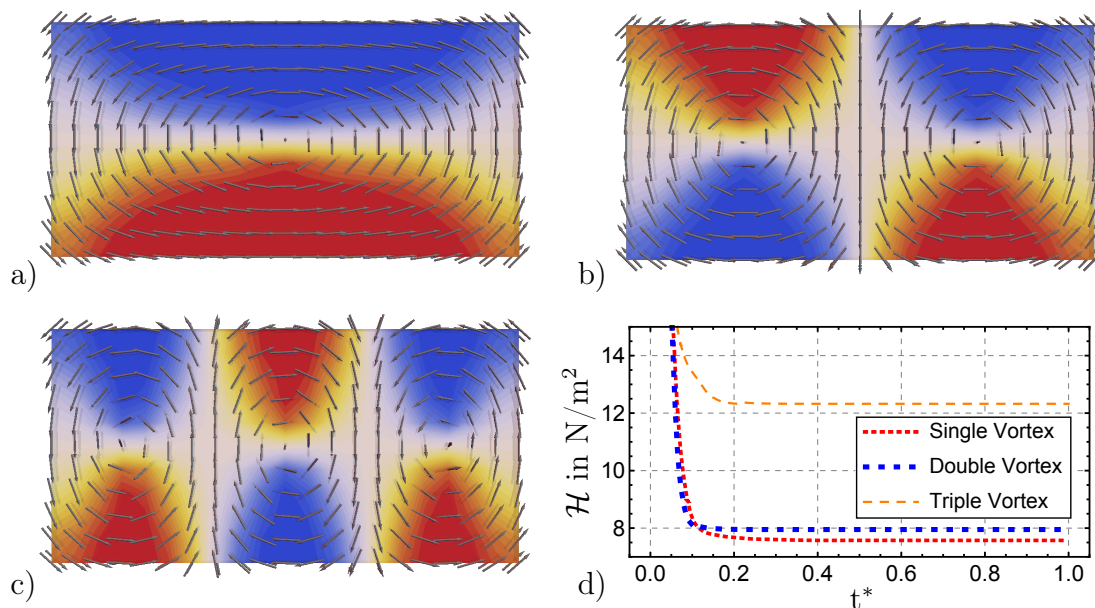 a)
b)
c)
d)
ℋ in N/m²
14
12
10
8
Single Vortex
Double Vortex
Triple Vortex
0.0 0.2 0.4 0.6 0.8 1.0
t*